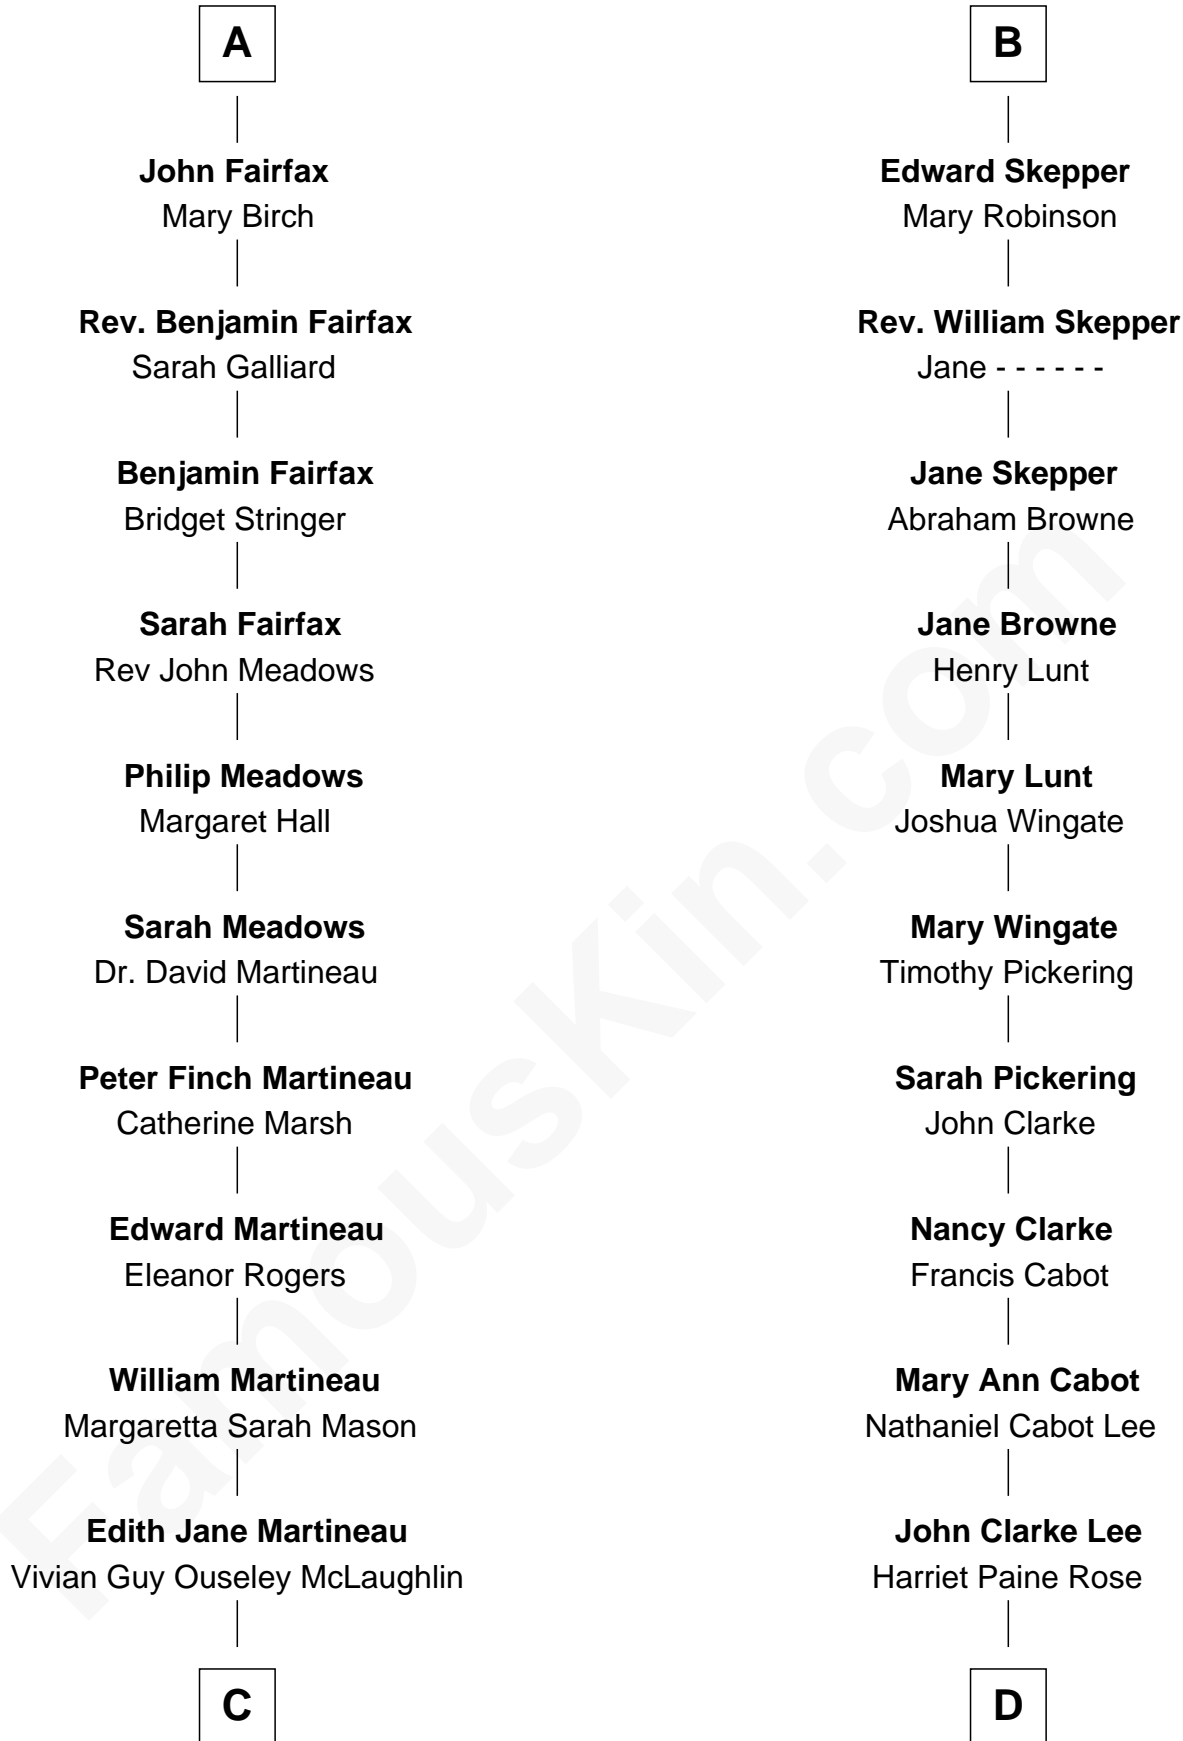 A
John Fairfax
Mary Birch
Rev. Benjamin Fairfax
Sarah Galliard
Benjamin Fairfax
Bridget Stringer
Sarah Fairfax
Rev John Meadows
Philip Meadows
Margaret Hall
Sarah Meadows
Dr. David Martineau
Peter Finch Martineau
Catherine Marsh
Edward Martineau
Eleanor Rogers
William Martineau
Margaretta Sarah Mason
Edith Jane Martineau
Vivian Guy Ouseley McLaughlin
C
B
Edward Skepper
Mary Robinson
Rev. William Skepper
Jane - - - - - -
Jane Skepper
Abraham Browne
Jane Browne
Henry Lunt
Mary Lunt
Joshua Wingate
Mary Wingate
Timothy Pickering
Sarah Pickering
John Clarke
Nancy Clarke
Francis Cabot
Mary Ann Cabot
Nathaniel Cabot Lee
John Clarke Lee
Harriet Paine Rose
D
FamousKin.com